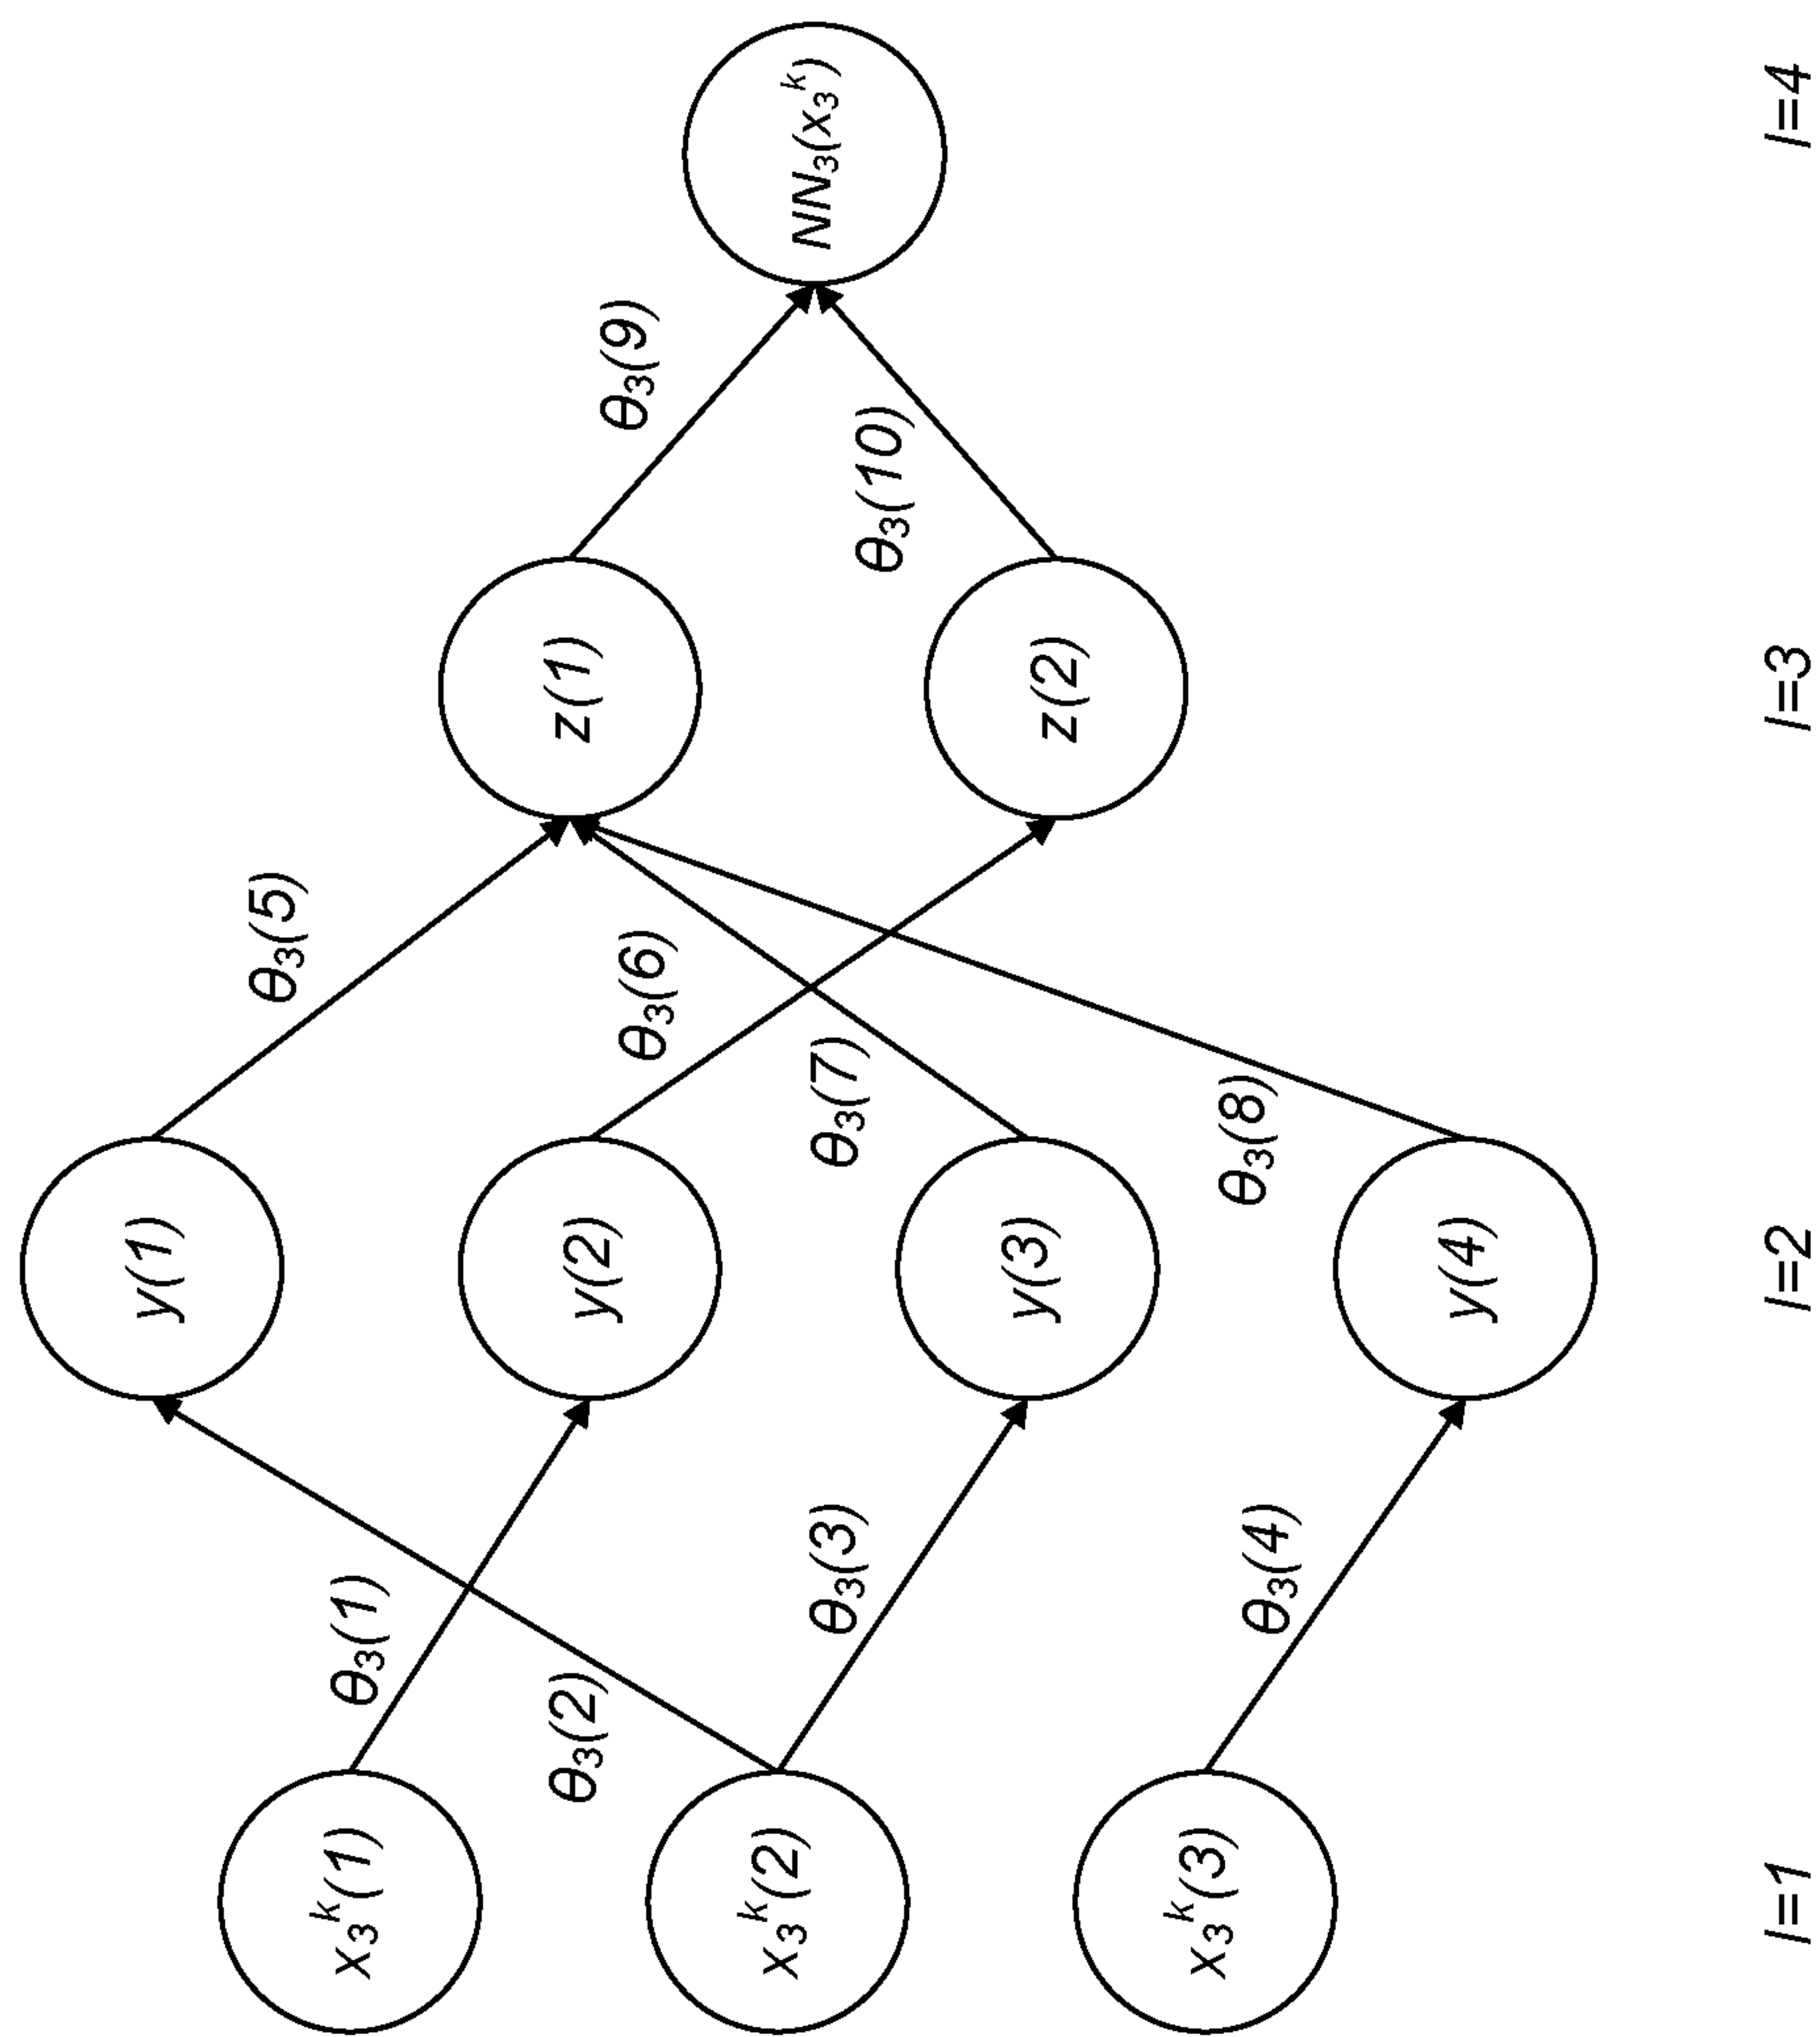 x₃ᵏ(1)
x₃ᵏ(2)
x₃ᵏ(3)
θ₃(1)
θ₃(2)
θ₃(3)
θ₃(4)
y(1)
y(2)
y(3)
y(4)
θ₃(5)
θ₃(6)
θ₃(7)
θ₃(8)
z(1)
z(2)
θ₃(9)
θ₃(10)
NN₃(x₃ᵏ)
l=1
l=2
l=3
l=4